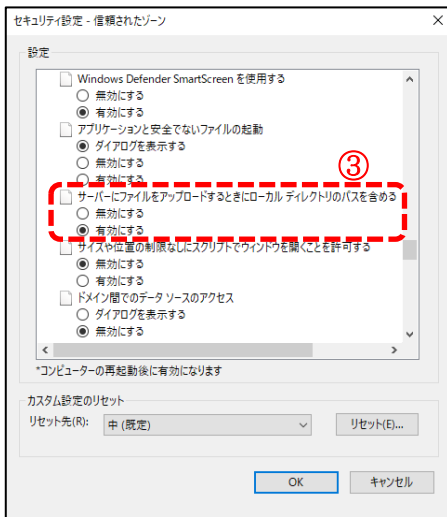 セキュリティ設定 - 信頼されたゾーン
設定
Windows Defender SmartScreen を使用する
無効にする
有効にする
アプリケーションと安全でないファイルの起動
ダイアログを表示する
無効にする
有効にする
③
サーバーにファイルをアップロードするときにローカル ディレクトリのパスを含める
無効にする
有効にする
サイズや位置の制限なしにスクリプトでウィンドウを開くことを許可する
無効にする
有効にする
ドメイン間でのデータ ソースのアクセス
ダイアログを表示する
無効にする
*コンピューターの再起動後に有効になります
カスタム設定のリセット
リセット先(R):
中 (既定)
リセット(E)...
OK
キャンセル